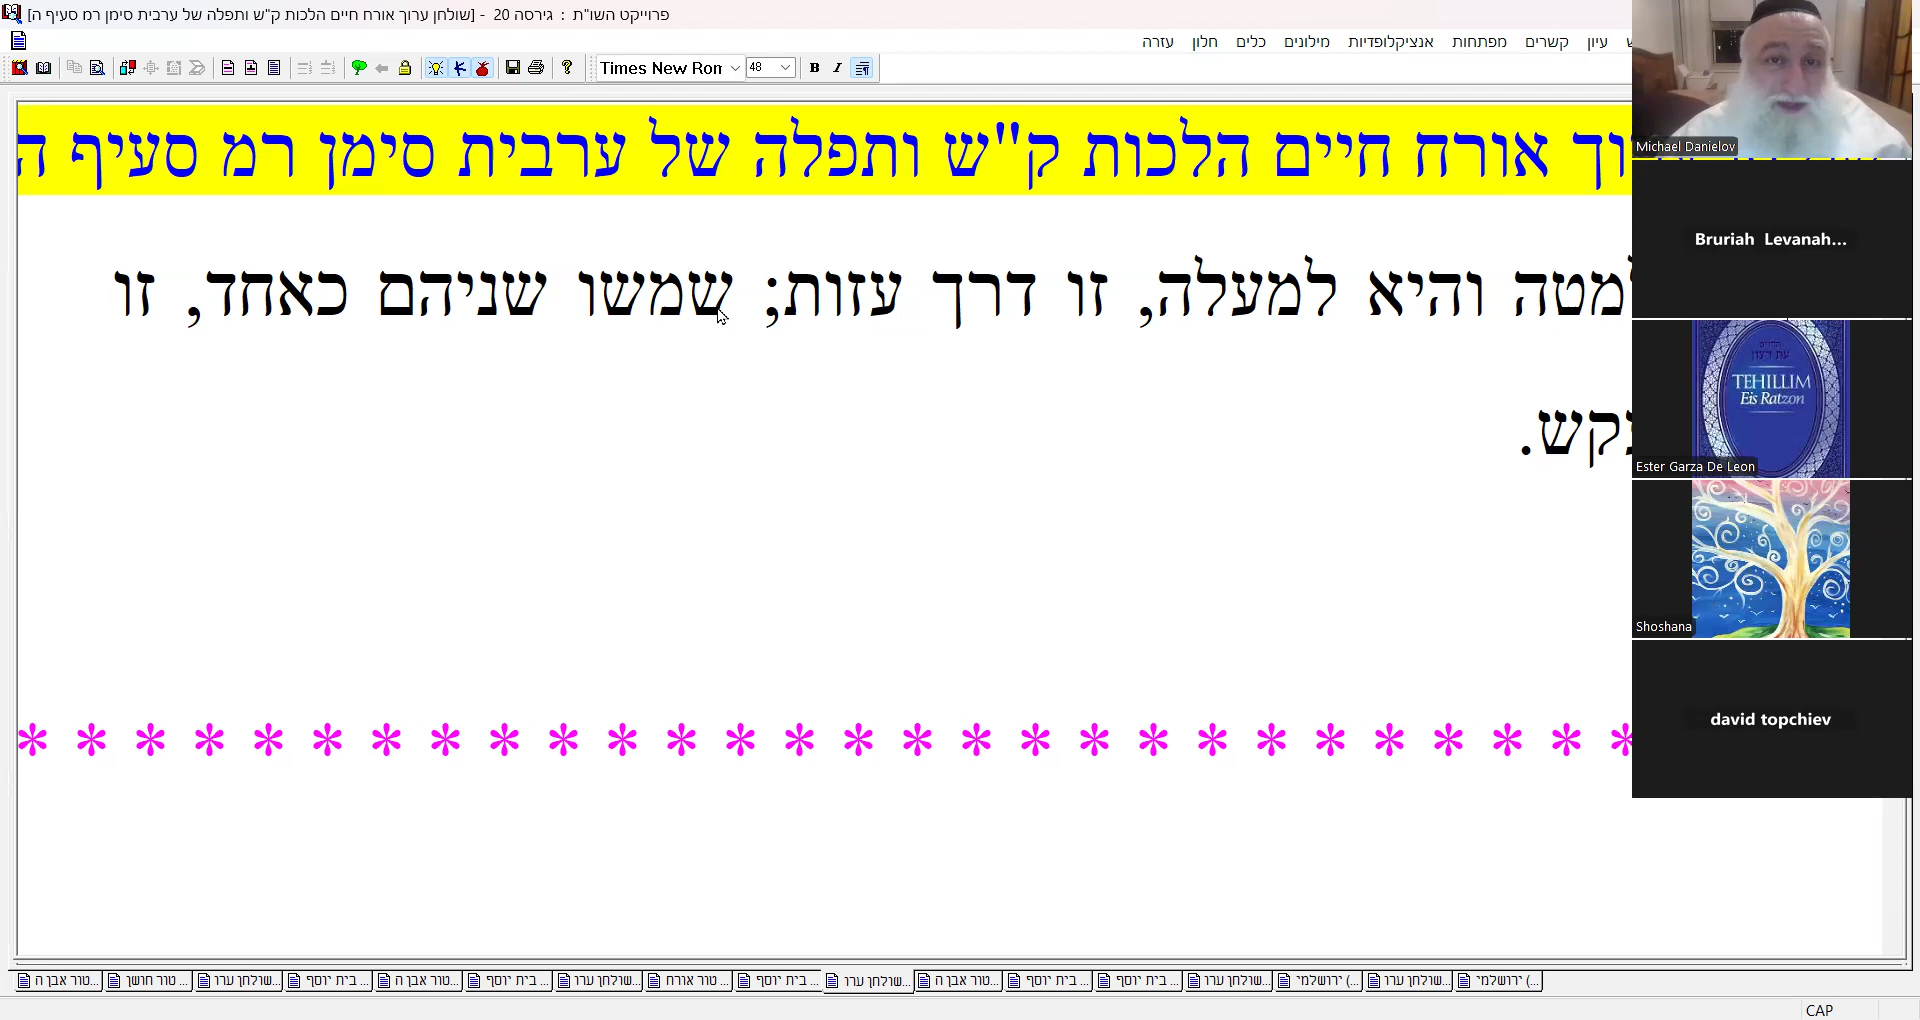 פרוייקט השו"ת : גירסה 20 - [שולחן ערוך אורח חיים הלכות ק"ש ותפלה של ערבית סימן רמ סעיף ה]
עיון קשרים מפתחות אנציקלופדיות מילונים כלים חלון עזרה
Times New Ron 48 B I
אורח חיים הלכות ק"ש ותפלה של ערבית סימן רמ סעיף ה
למטה והיא למעלה, זו דרך עזות; שמשו שניהם כאחד, זו
Michael Danielov
Bruriah Levanah...
TEHILLIM
Eis Ratzon
Ester Garza De Leon
Shoshana
david topchiev
* * * * * * * * * * * * * * * * * * * * * * * * * * * *
טור אבן ה...
טור חושן ...
שולחן ערו...
בית יוסף ...
טור אבן ה...
בית יוסף ...
שולחן ערו...
טור אורח ...
בית יוסף ...
שולחן ערו...
טור אבן ה...
בית יוסף ...
בית יוסף ...
שולחן ערו...
ירושלמי (...
שולחן ערו...
ירושלמי (...
CAP